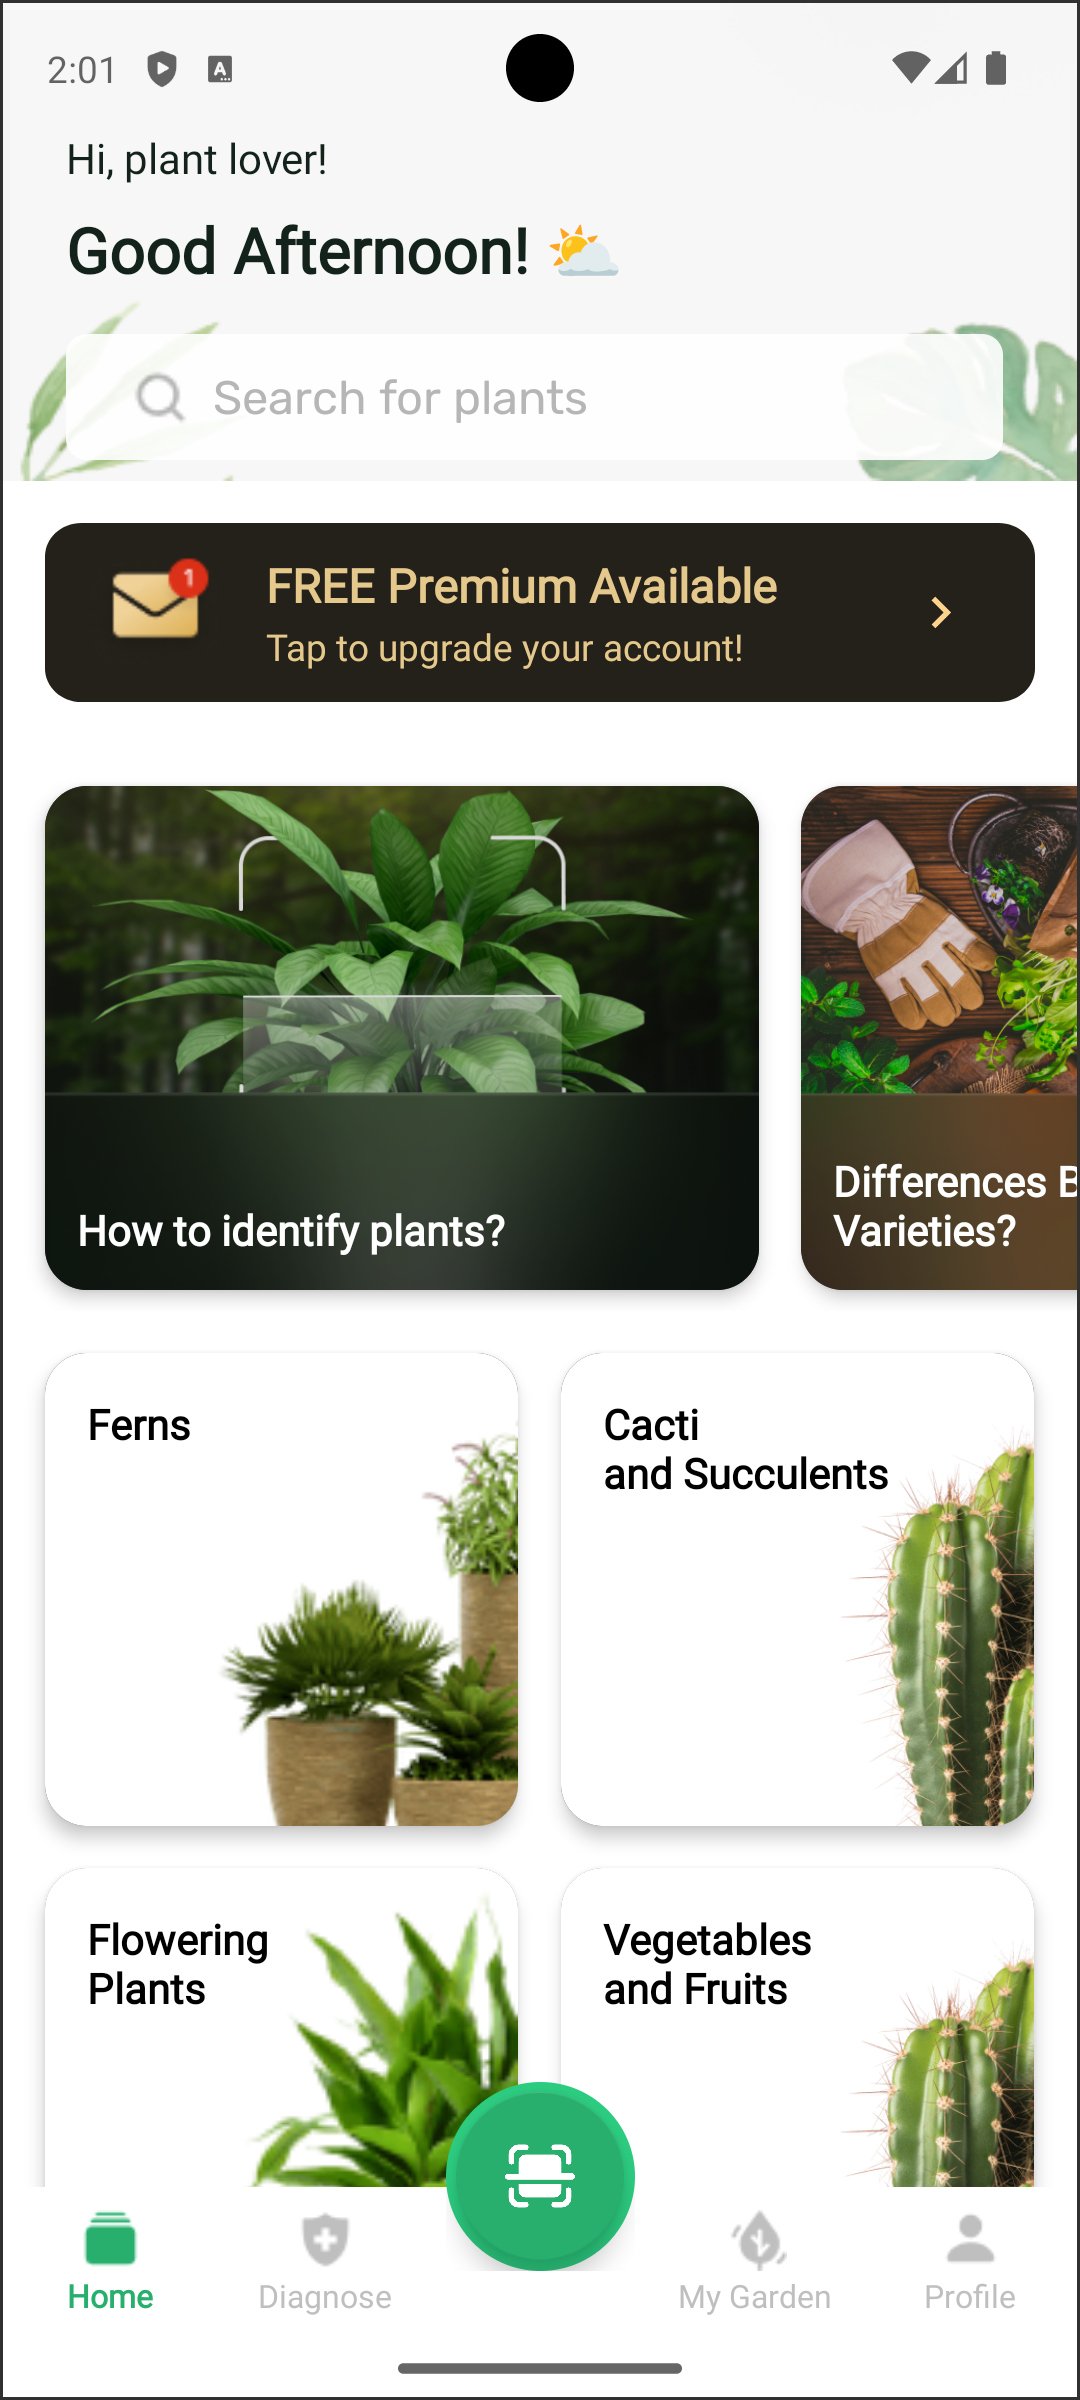 2:01
Hi, plant lover!
Good Afternoon!
Search for plants
1
FREE Premium Available
Tap to upgrade your account!
How to identify plants?
Differences B
Varieties?
Ferns
Cacti
and Succulents
Flowering
Plants
Vegetables
and Fruits
Home
Diagnose
My Garden
Profile